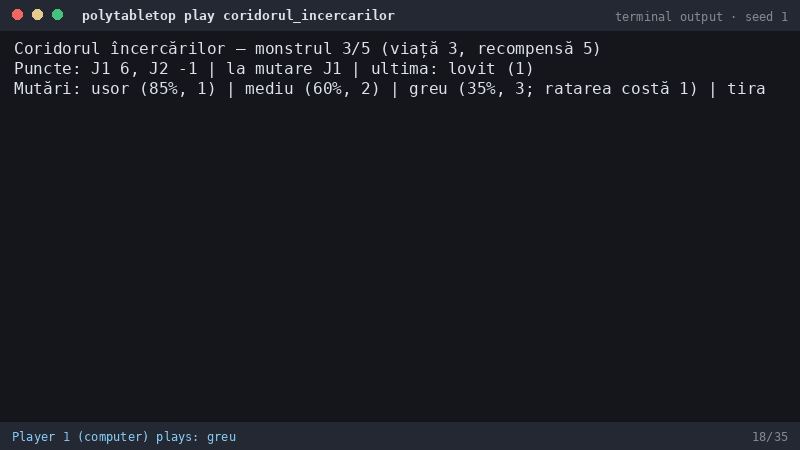 polytabletop play coridorul_incercarilor
terminal output · seed 1
Coridorul încercărilor — monstrul 3/5 (viață 3, recompensă 5)
Puncte: J1 6, J2 -1 | la mutare J1 | ultima: lovit (1)
Mutări: usor (85%, 1) | mediu (60%, 2) | greu (35%, 3; ratarea costă 1) | tira
Player 1 (computer) plays: greu
18/35